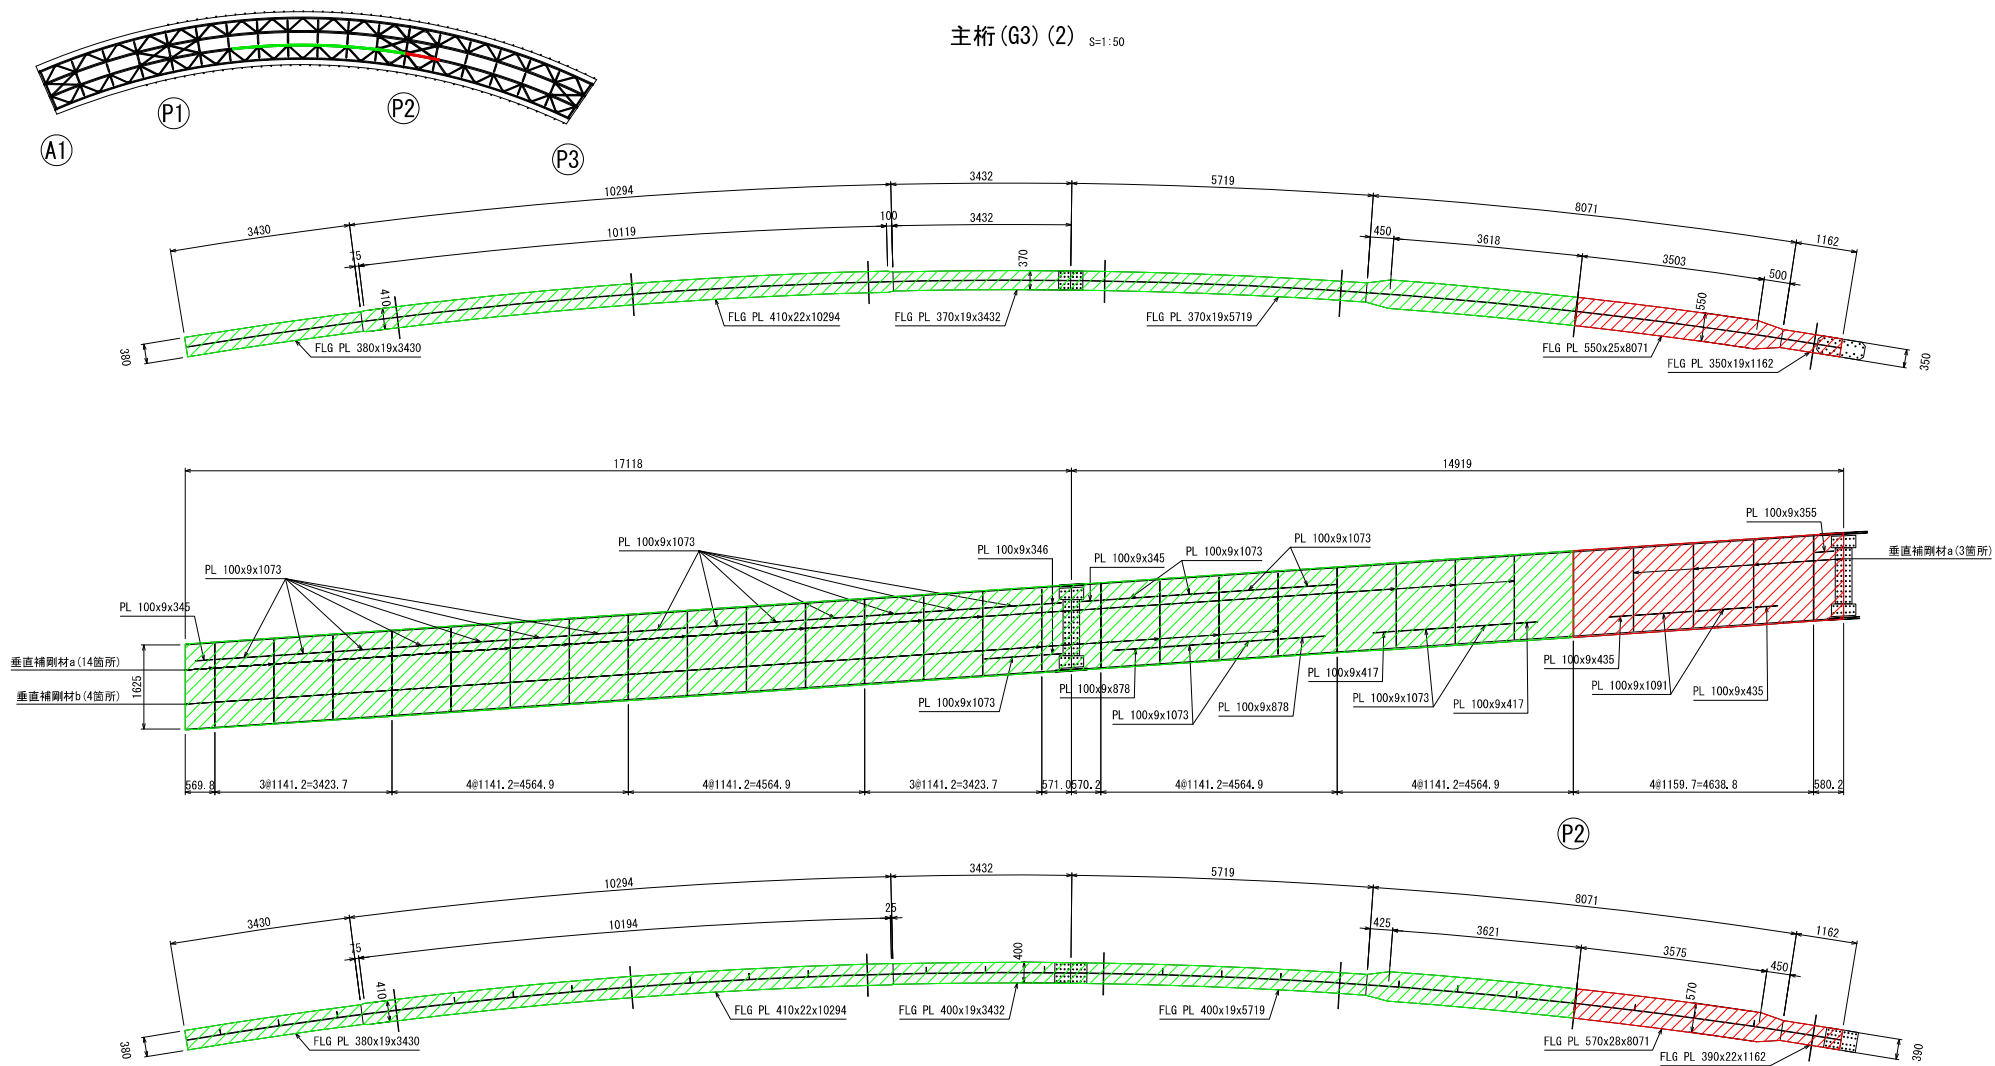 主桁(G3)(2) S=1:50
A1
P1
P2
P3
3430
10294
3432
5719
8071
1162
75
10119
100
3432
450
3618
3503
500
380
410
370
550
350
FLG PL 380x19x3430
FLG PL 410x22x10294
FLG PL 370x19x3432
FLG PL 370x19x5719
FLG PL 550x25x8071
FLG PL 350x19x1162
17118
14919
PL 100x9x345
PL 100x9x1073
PL 100x9x1073
PL 100x9x346
PL 100x9x345
PL 100x9x1073
PL 100x9x1073
PL 100x9x355
垂直補剛材a(3箇所)
垂直補剛材a(14箇所)
垂直補剛材b(4箇所)
1625
PL 100x9x1073
PL 100x9x878
PL 100x9x1073
PL 100x9x878
PL 100x9x417
PL 100x9x1073
PL 100x9x417
PL 100x9x435
PL 100x9x1091
PL 100x9x435
569.8
3@1141.2=3423.7
4@1141.2=4564.9
4@1141.2=4564.9
3@1141.2=3423.7
571.0
570.2
4@1141.2=4564.9
4@1141.2=4564.9
4@1159.7=4638.8
580.2
P2
3430
10294
3432
5719
8071
1162
75
10194
25
425
3621
3575
450
380
410
400
570
390
FLG PL 380x19x3430
FLG PL 410x22x10294
FLG PL 400x19x3432
FLG PL 400x19x5719
FLG PL 570x28x8071
FLG PL 390x22x1162